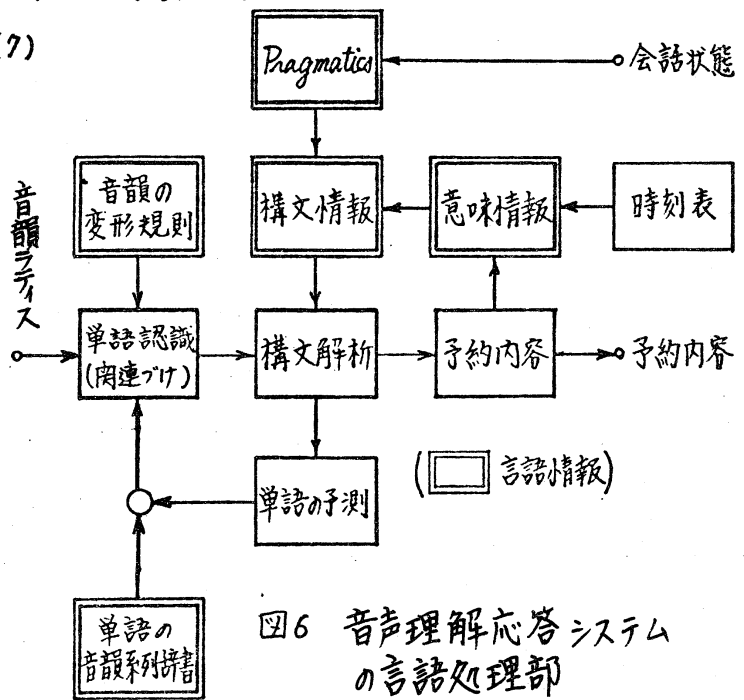 (7)
Pragmatics
会話状態
音韻の
変形規則
構文情報
意味情報
時刻表
音韻ラティス
単語認識
(関連づけ)
構文解析
予約内容
予約内容
単語の予測
(言語情報)
単語の
音韻系列辞書
図6 音声理解応答システム
の言語処理部